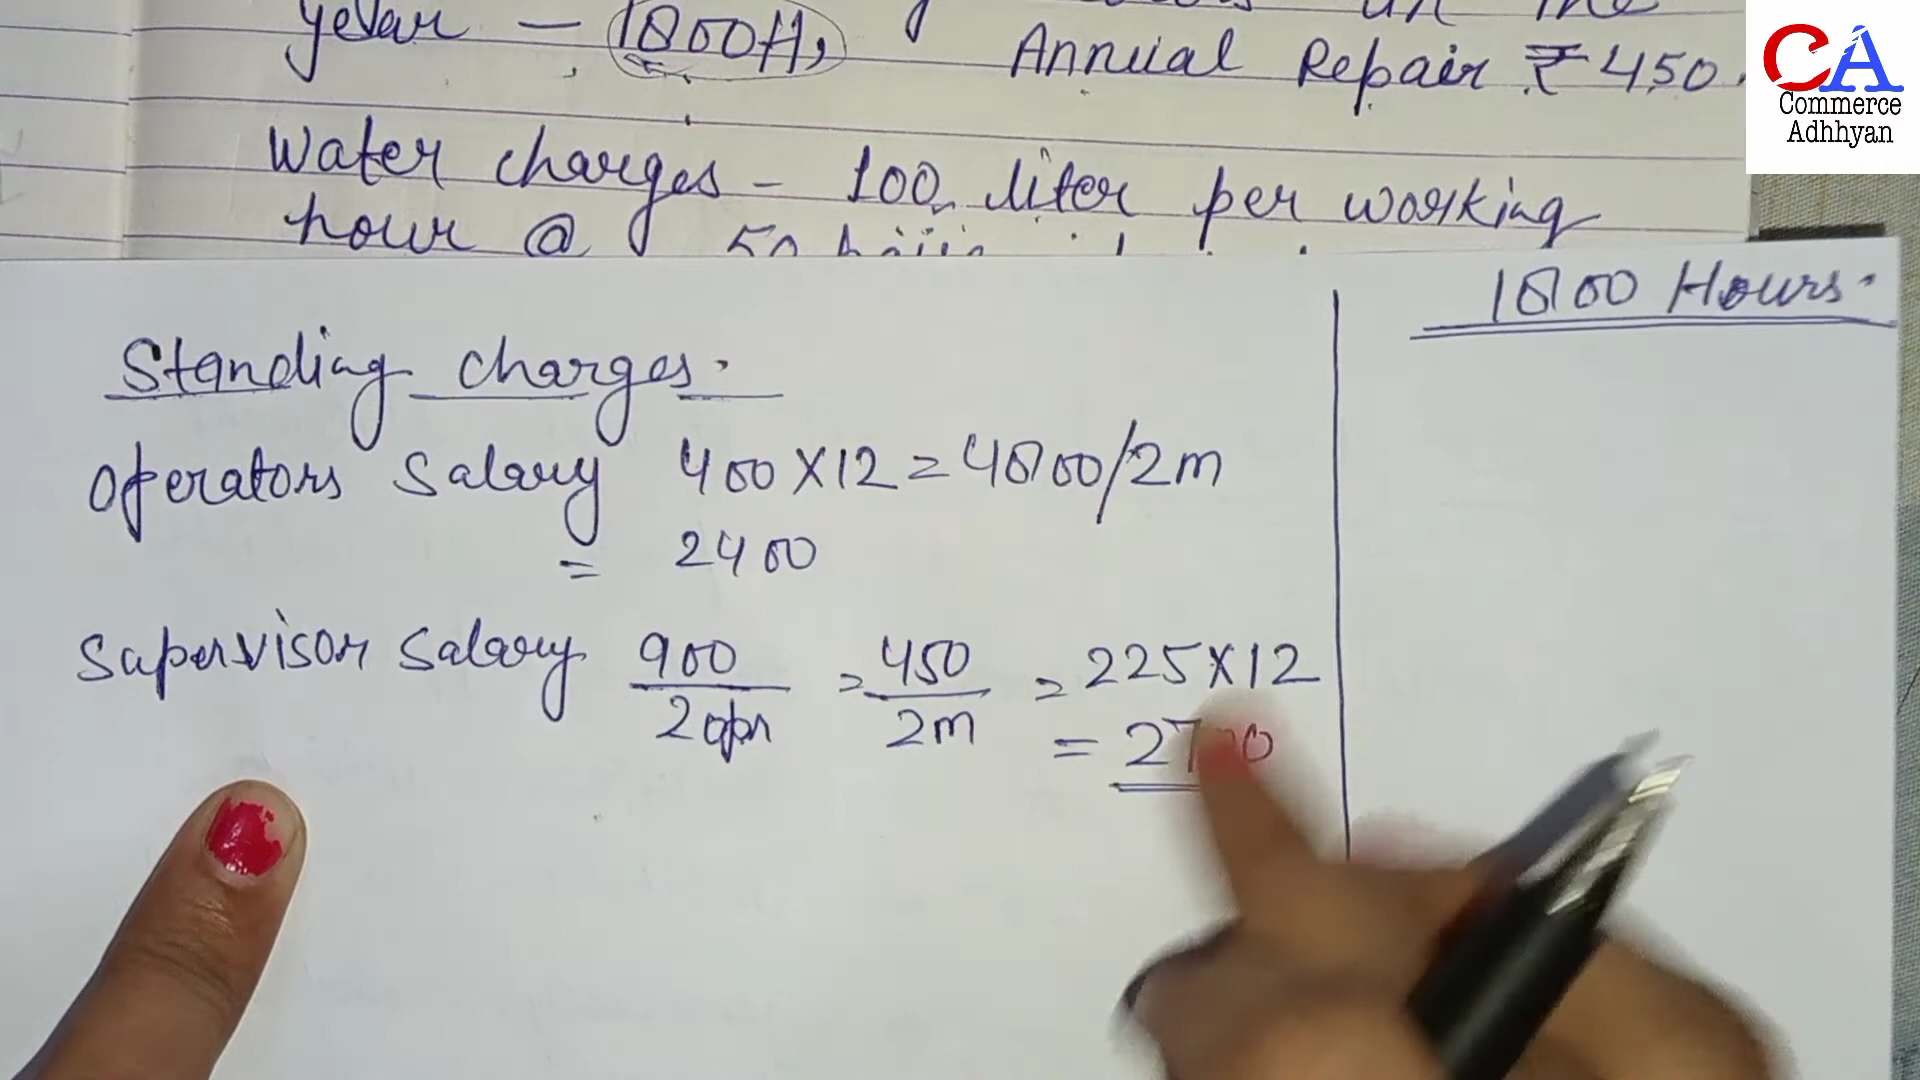 year - 1800H,
Annual Repair ₹ 450.
CA
Commerce
Adhhyan
Water charges - 100 liter per working
hour @
1800 Hours.
Standing charges.
Operators Salary 400 X 12 = 4800/2m
= 2400
Supervisor Salary 900/2opr = 450/2m = 225 X 12
= 2700